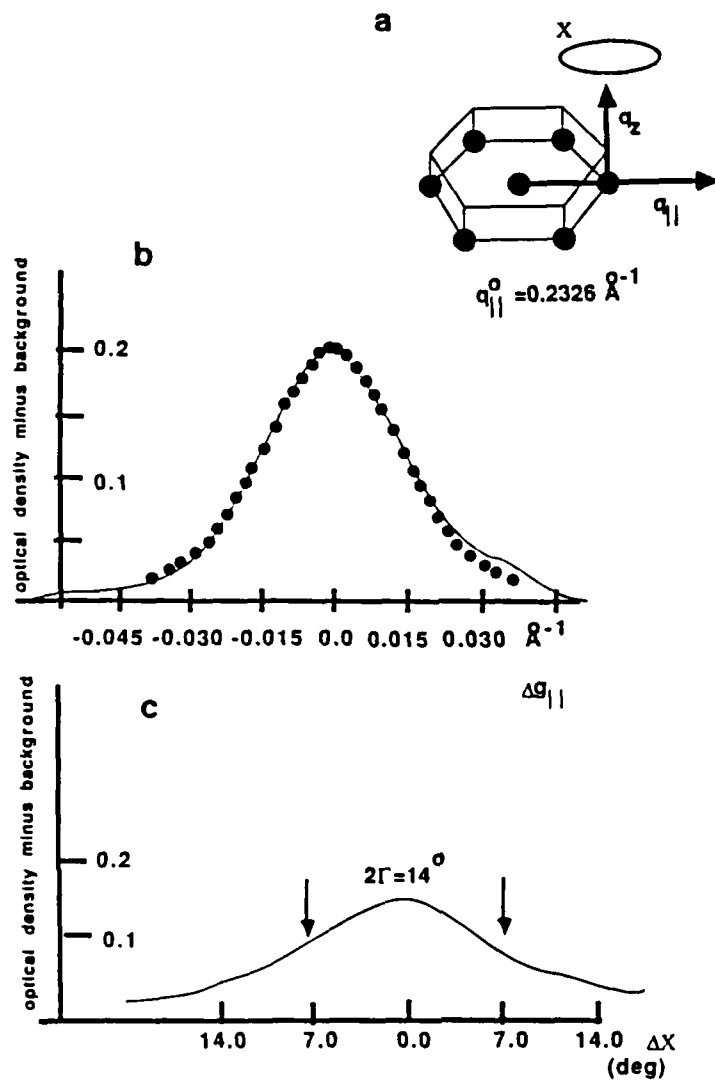 a
X
q_z
q_||
q_||^o =0.2326 Å^-1
b
optical density minus background
0.2
0.1
-0.045 -0.030 -0.015 0.0 0.015 0.030 Å^-1
Δg_||
c
optical density minus background
0.2
0.1
2Γ=14^o
14.0 7.0 0.0 7.0 14.0 ΔX
(deg)